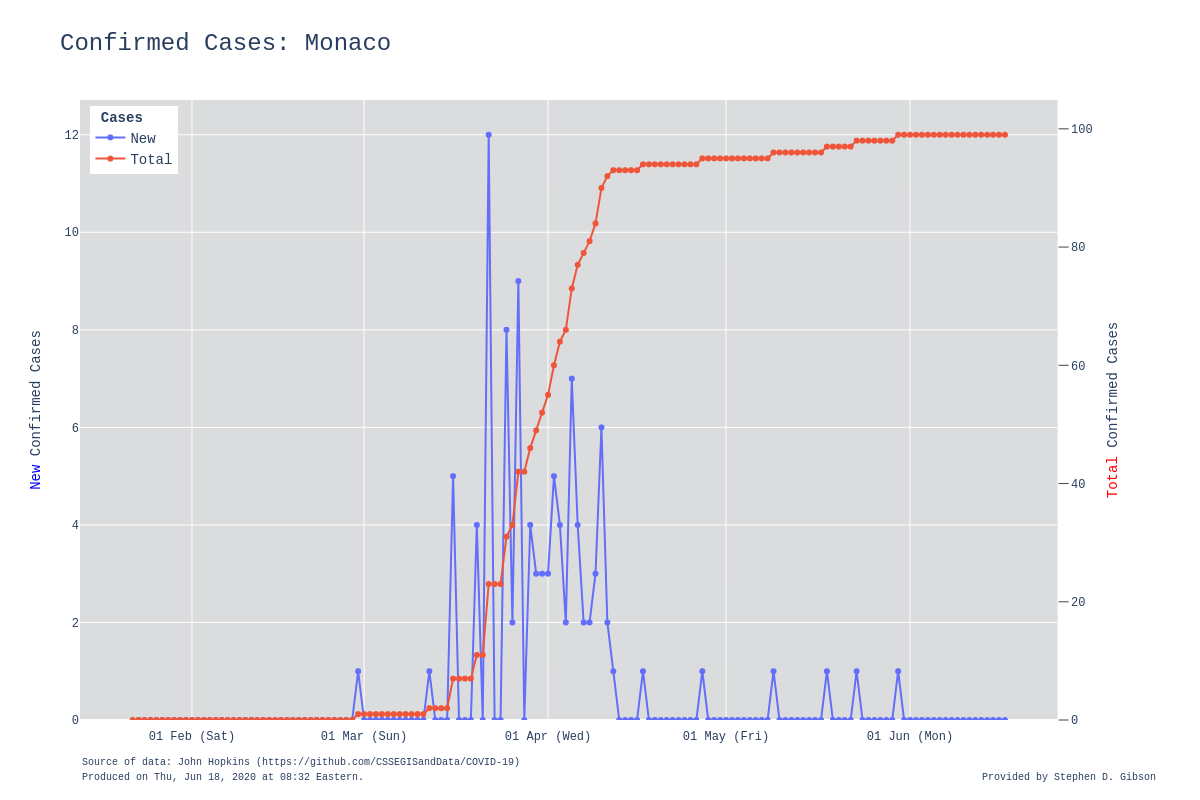 Confirmed Cases: Monaco
Cases
New
Total
12
10
8
6
4
2
0
100
80
60
40
20
0
New Confirmed Cases
Total Confirmed Cases
01 Feb (Sat)
01 Mar (Sun)
01 Apr (Wed)
01 May (Fri)
01 Jun (Mon)
Source of data: John Hopkins (https://github.com/CSSEGISandData/COVID-19)
Produced on Thu, Jun 18, 2020 at 08:32 Eastern.
Provided by Stephen D. Gibson